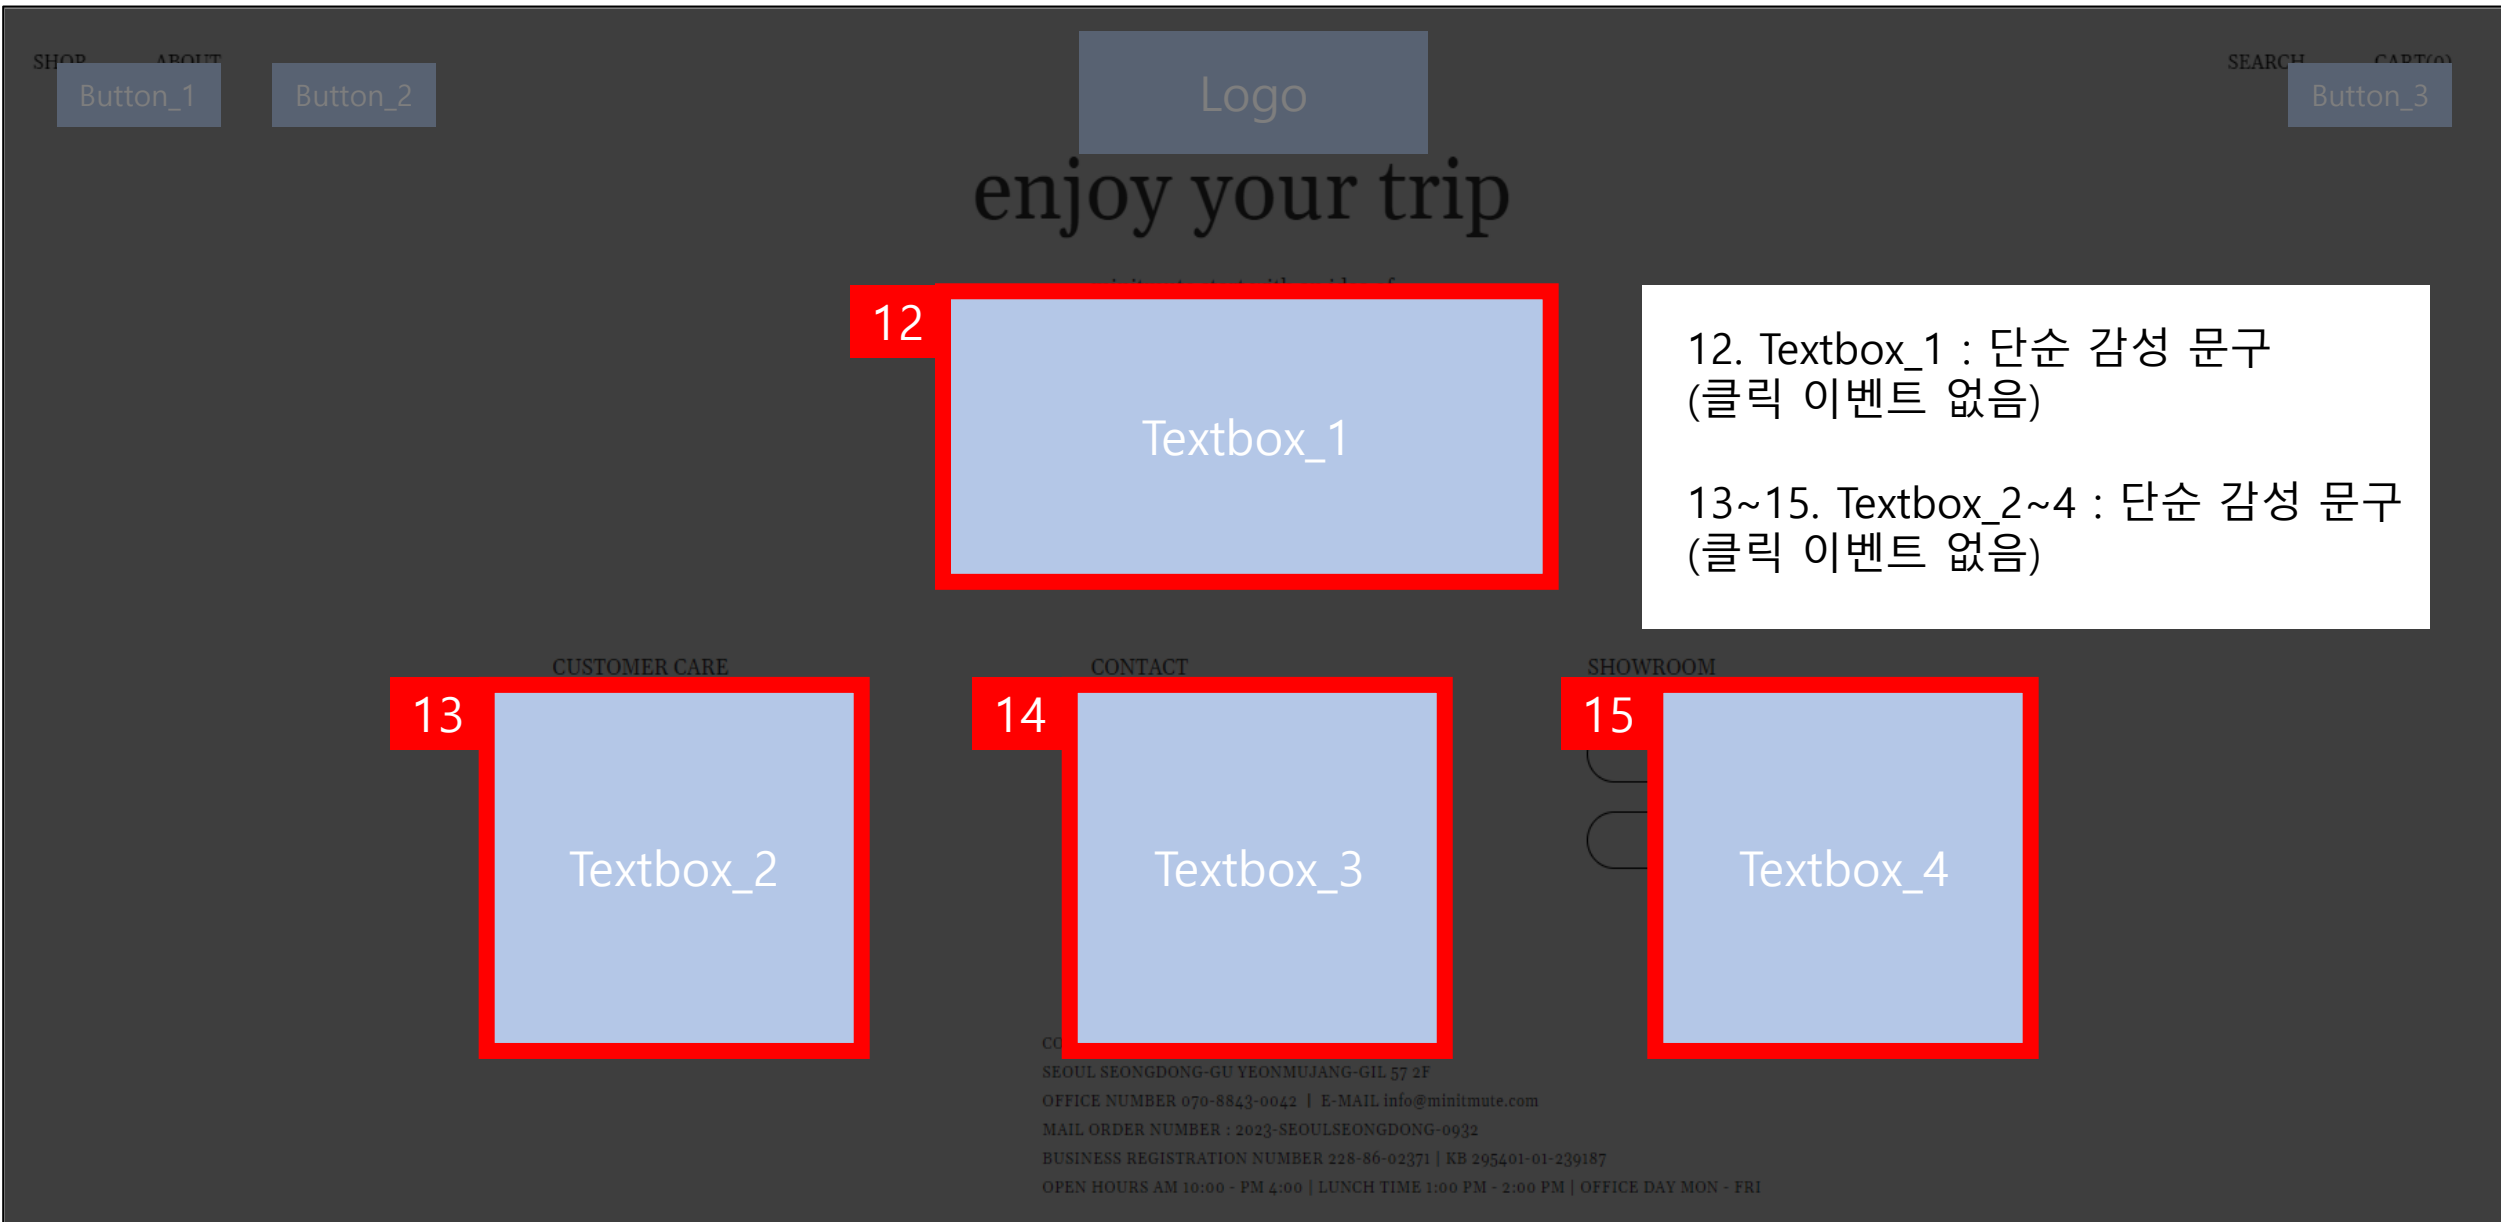 SHOP ABOUT SEARCH CART(0)
Button_1 Button_2 Logo Button_3
enjoy your trip
12
Textbox_1
12. Textbox_1 : 단순 감성 문구
(클릭 이벤트 없음)
13~15. Textbox_2~4 : 단순 감성 문구
(클릭 이벤트 없음)
CUSTOMER CARE CONTACT SHOWROOM
13 14 15
Textbox_2 Textbox_3 Textbox_4
SEOUL SEONGDONG-GU YEONMUJANG-GIL 57 2F
OFFICE NUMBER 070-8843-0042 | E-MAIL info@minitmute.com
MAIL ORDER NUMBER : 2023-SEOULSEONGDONG-0932
BUSINESS REGISTRATION NUMBER 228-86-02371 | KB 295401-01-239187
OPEN HOURS AM 10:00 - PM 4:00 | LUNCH TIME 1:00 PM - 2:00 PM | OFFICE DAY MON - FRI